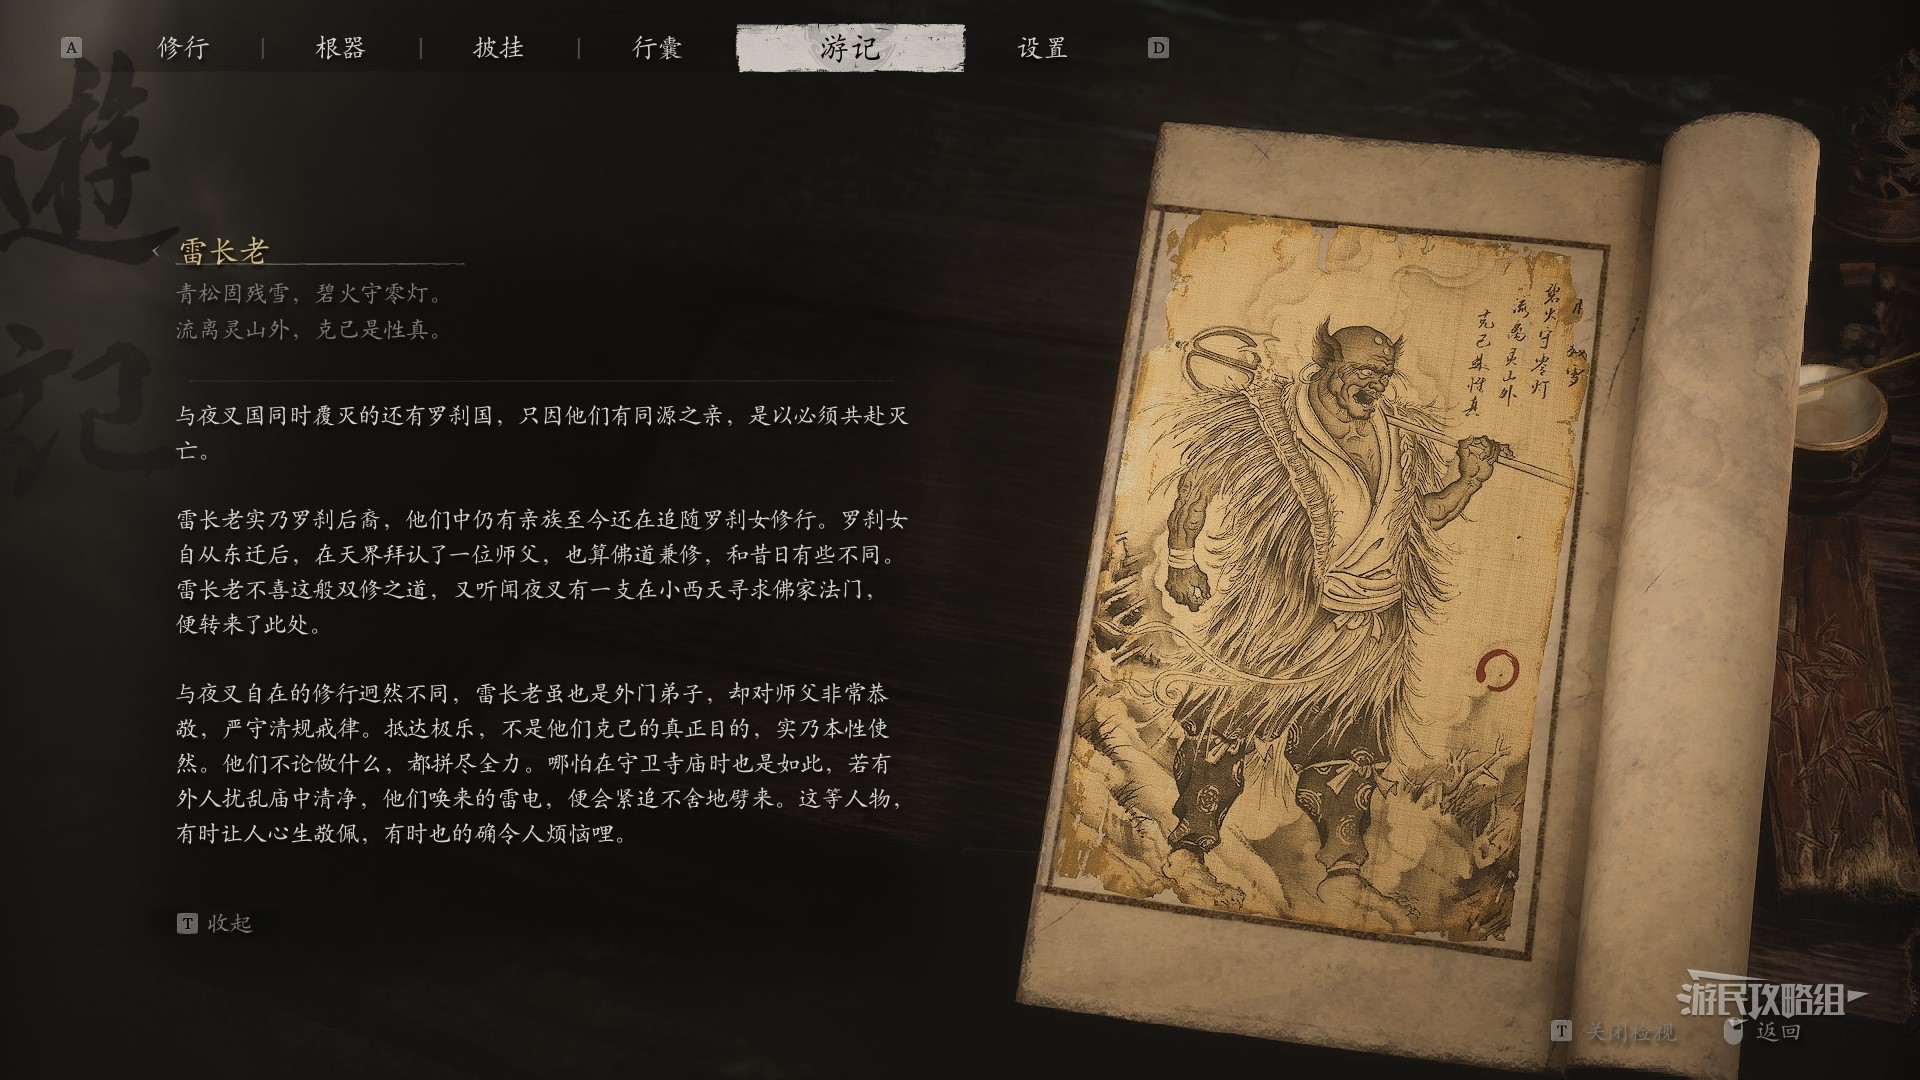 A 修行 | 根器 | 披挂 | 行囊 游记 设置 D
遊記
雷长老
青松固残雪，碧火守零灯。
流离灵山外，克己是性真。
与夜叉国同时覆灭的还有罗刹国，只因他们有同源之亲，是以必须共赴灭
亡。
雷长老实乃罗刹后裔，他们中仍有亲族至今还在追随罗刹女修行。罗刹女
自从东迁后，在天界拜认了一位师父，也算佛道兼修，和昔日有些不同。
雷长老不喜这般双修之道，又听闻夜叉有一支在小西天寻求佛家法门，
便转来了此处。
与夜叉自在的修行迥然不同，雷长老虽也是外门弟子，却对师父非常恭
敬，严守清规戒律。抵达极乐，不是他们克己的真正目的，实乃本性使
然。他们不论做什么，都拼尽全力。哪怕在守卫寺庙时也是如此，若有
外人扰乱庙中清净，他们唤来的雷电，便会紧追不舍地劈来。这等人物，
有时让人心生敬佩，有时也的确令人烦恼哩。
T 收起
残雪
碧火守零灯
流离灵山外
克己是性真
游民攻略组
T 关闭检视 返回